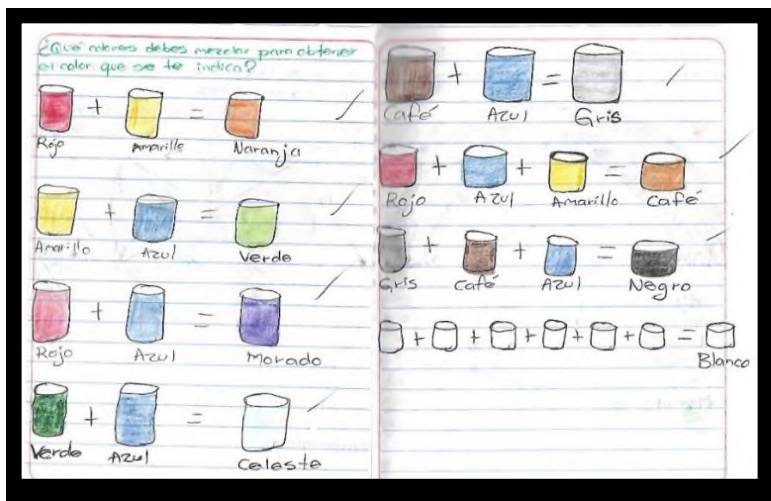 ¿Qué colores debes mezclar para obtener
el color que se te indica?
+ =
Rojo Amarillo Naranja
+ =
Amarillo Azul Verde
+ =
Rojo Azul Morado
+ =
Verde Azul Celeste
+ =
Café Azul Gris
+ + =
Rojo Azul Amarillo Café
+ + =
Gris Café Azul Negro
+ + + + + =
Blanco